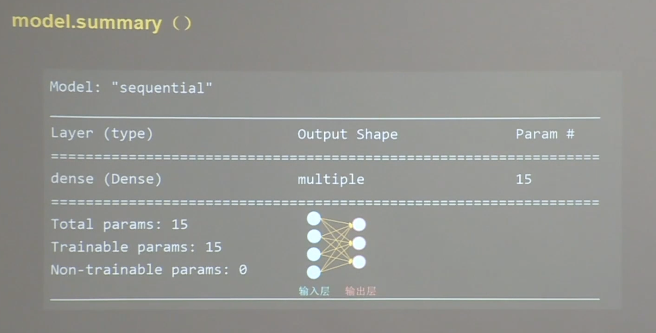 model.summary （）
Model: "sequential"
Layer (type) Output Shape Param #
=================================================================
dense (Dense) multiple 15
=================================================================
Total params: 15
Trainable params: 15
Non-trainable params: 0
输入层 输出层